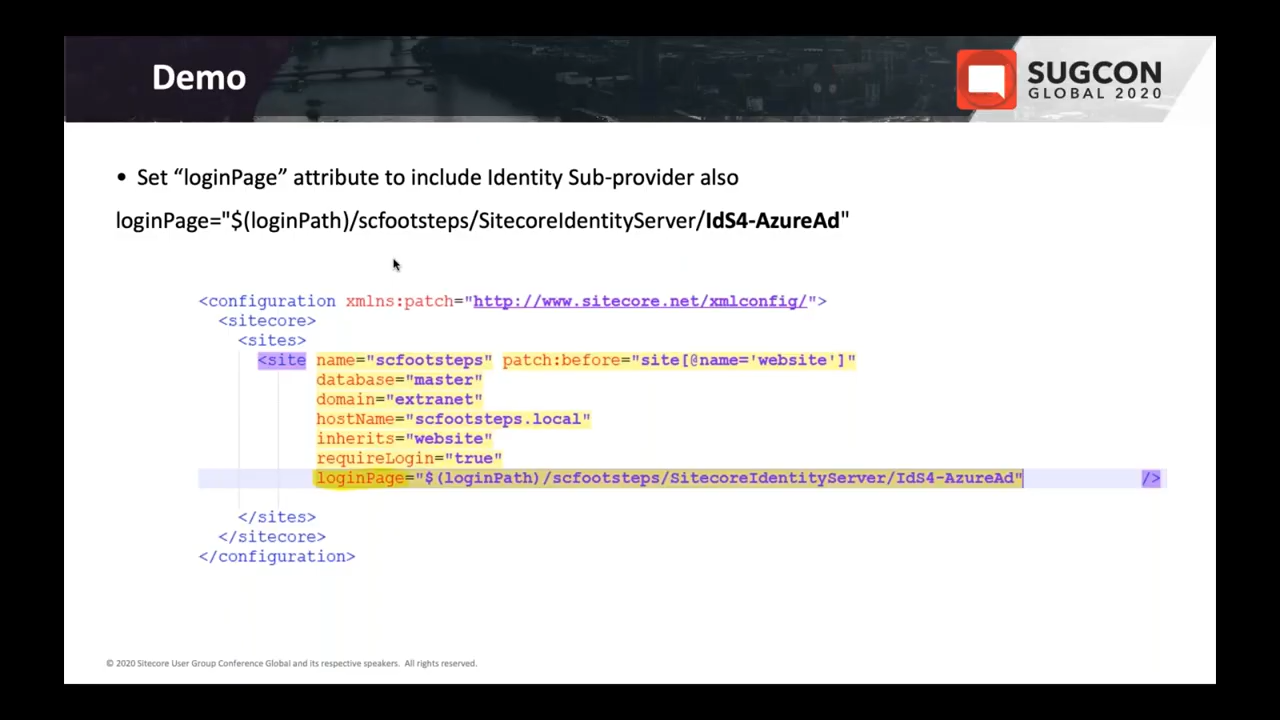 Demo
SUGCON
GLOBAL 2020
• Set “loginPage” attribute to include Identity Sub-provider also
loginPage="$(loginPath)/scfootsteps/SitecoreIdentityServer/IdS4-AzureAd"
<configuration xmlns:patch="http://www.sitecore.net/xmlconfig/">
<sitecore>
<sites>
<site name="scfootsteps" patch:before="site[@name='website']"
database="master"
domain="extranet"
hostName="scfootsteps.local"
inherits="website"
requireLogin="true"
loginPage="$(loginPath)/scfootsteps/SitecoreIdentityServer/IdS4-AzureAd" />
</sites>
</sitecore>
</configuration>
© 2020 Sitecore User Group Conference Global and its respective speakers. All rights reserved.